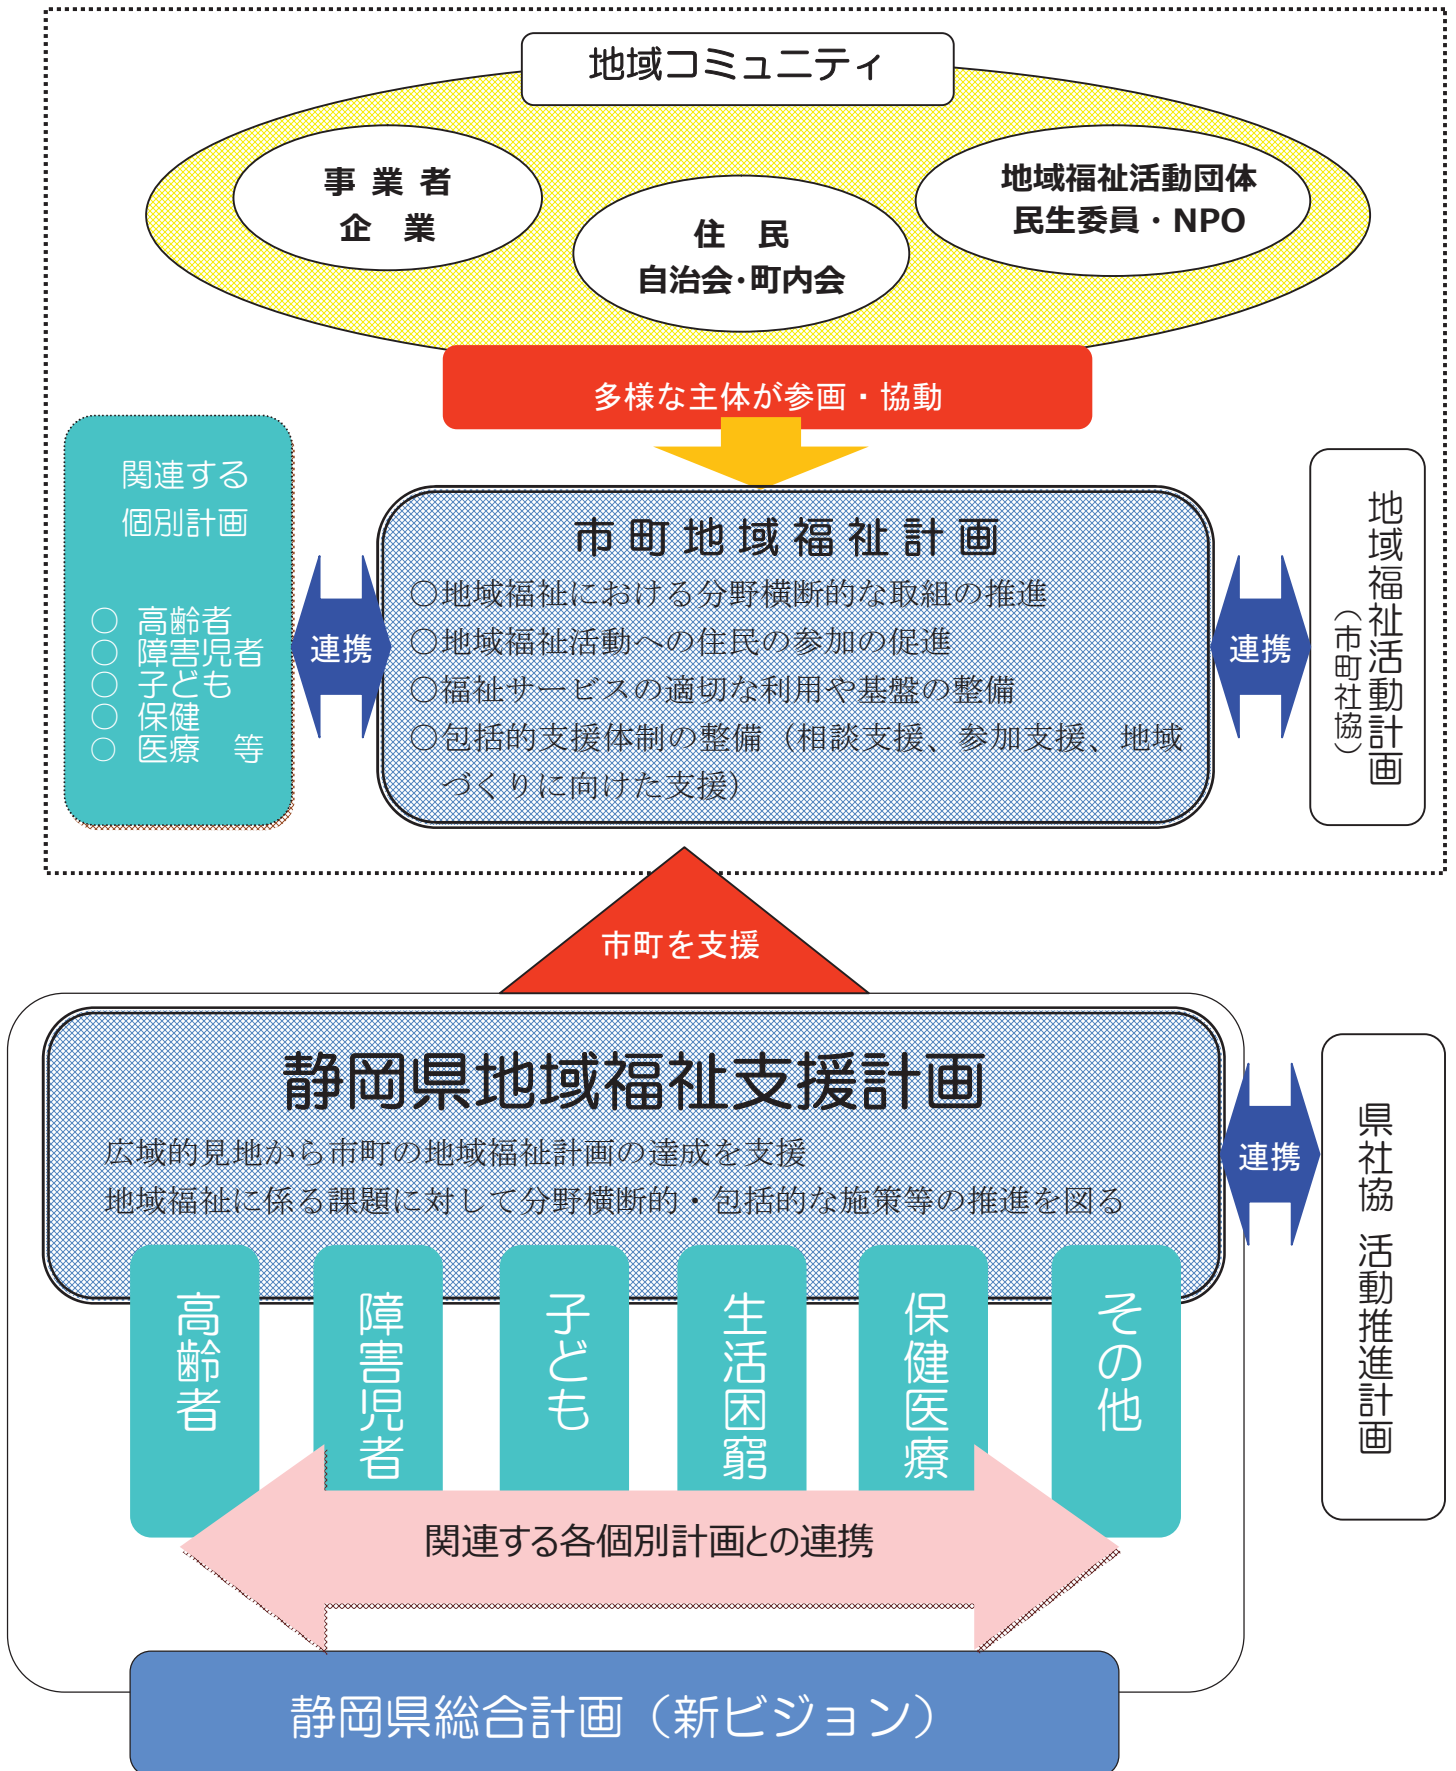 地域コミュニティ
事業者
企業
住民
自治会・町内会
地域福祉活動団体
民生委員・NPO
多様な主体が参画・協動
関連する
個別計画
○ 高齢者
○ 障害児者
○ 子ども
○ 保健
○ 医療 等
連携
市町地域福祉計画
○地域福祉における分野横断的な取組の推進
○地域福祉活動への住民の参加の促進
○福祉サービスの適切な利用や基盤の整備
○包括的支援体制の整備（相談支援、参加支援、地域
づくりに向けた支援）
連携
地域福祉活動計画
（市町社協）
市町を支援
静岡県地域福祉支援計画
広域的見地から市町の地域福祉計画の達成を支援
地域福祉に係る課題に対して分野横断的・包括的な施策等の推進を図る
連携
県社協 活動推進計画
高齢者
障害児者
子ども
生活困窮
保健医療
その他
関連する各個別計画との連携
静岡県総合計画（新ビジョン）